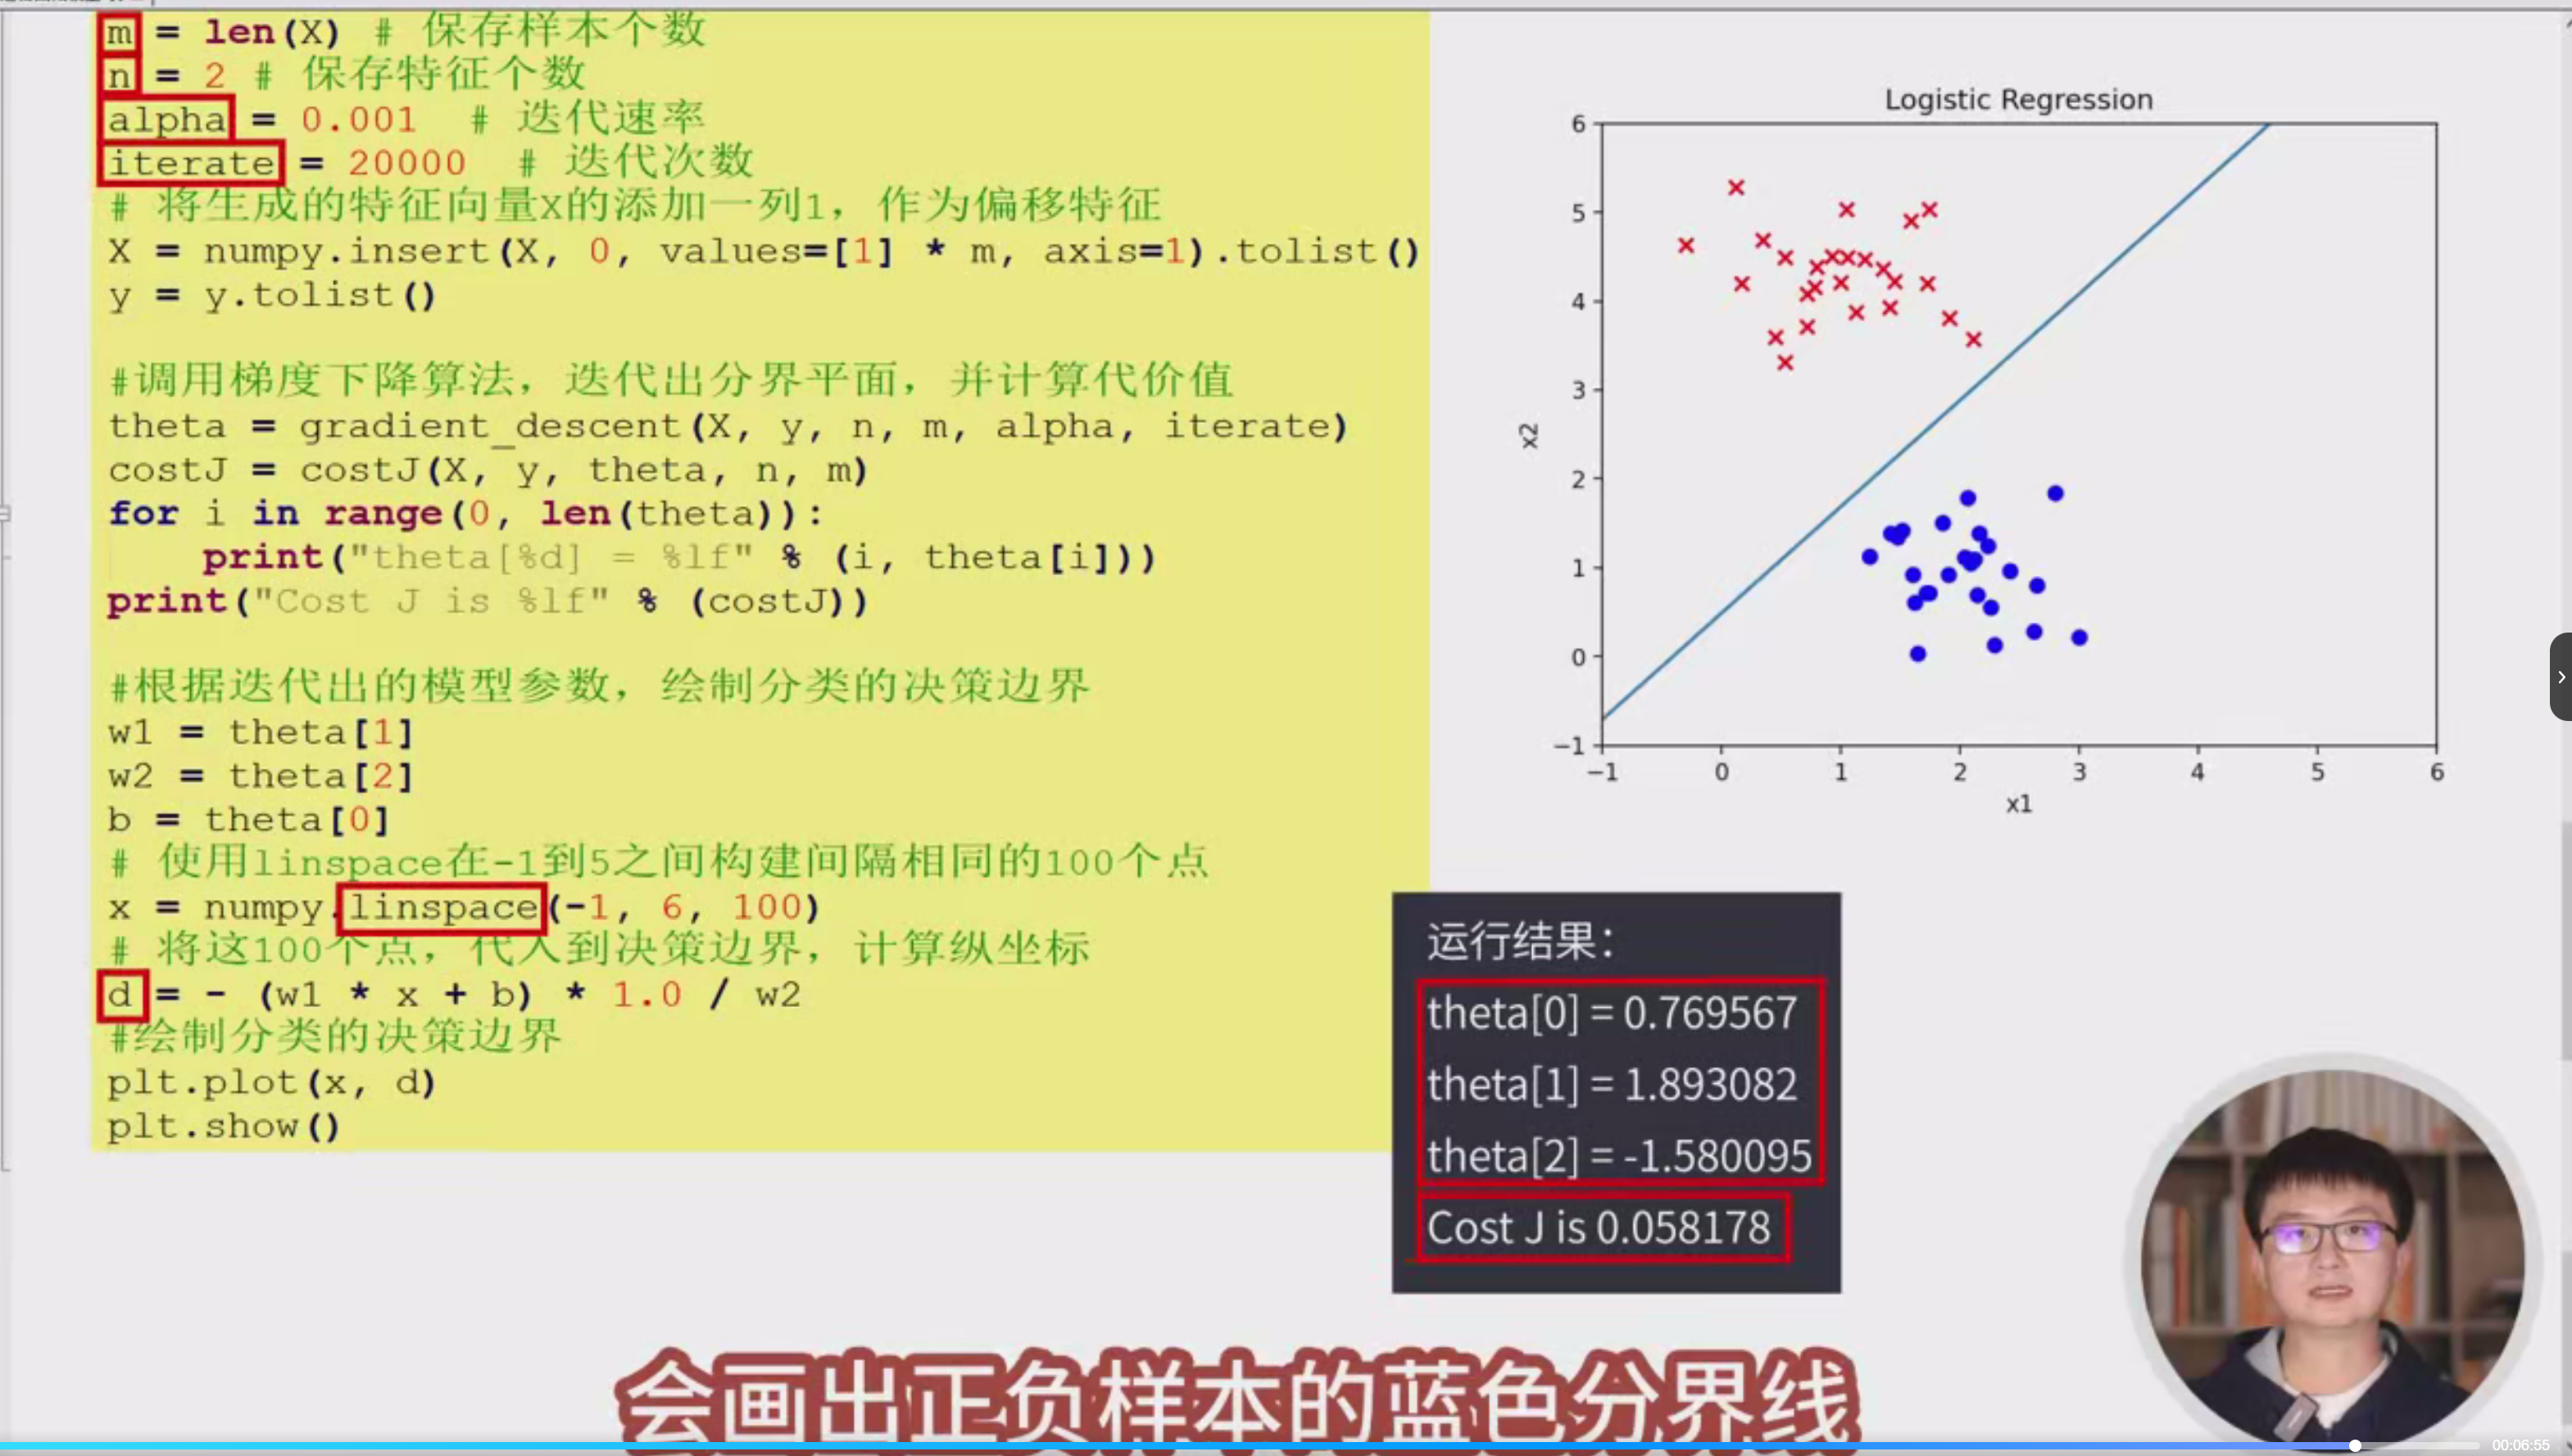 m = len(X) # 保存样本个数
n = 2 # 保存特征个数
alpha = 0.001  # 迭代速率
iterate = 20000  # 迭代次数
# 将生成的特征向量X的添加一列1，作为偏移特征
X = numpy.insert(X, 0, values=[1] * m, axis=1).tolist()
y = y.tolist()
#调用梯度下降算法，迭代出分界平面，并计算代价值
theta = gradient_descent(X, y, n, m, alpha, iterate)
costJ = costJ(X, y, theta, n, m)
for i in range(0, len(theta)):
    print("theta[%d] = %lf" % (i, theta[i]))
print("Cost J is %lf" % (costJ))
#根据迭代出的模型参数，绘制分类的决策边界
w1 = theta[1]
w2 = theta[2]
b = theta[0]
# 使用linspace在-1到5之间构建间隔相同的100个点
x = numpy.linspace(-1, 6, 100)
# 将这100个点，代入到决策边界，计算纵坐标
d = - (w1 * x + b) * 1.0 / w2
#绘制分类的决策边界
plt.plot(x, d)
plt.show()
Logistic Regression
6
5
4
3
2
1
0
−1
x2
−1 0 1 2 3 4 5 6
x1
运行结果：
theta[0] = 0.769567
theta[1] = 1.893082
theta[2] = -1.580095
Cost J is 0.058178
会画出正负样本的蓝色分界线
00:06:55